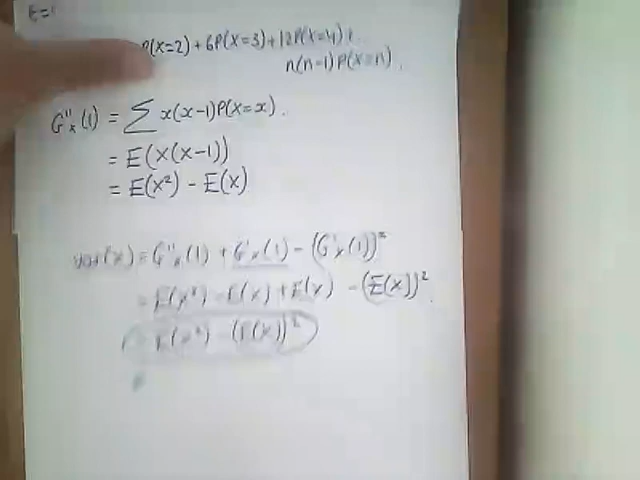 t=1
P(X=2) + 6P(X=3) + 12P(X=4) + ..
n(n-1)P(X=n).
G''ₓ(1) = ∑ x(x-1)P(X=x).
= E(X(X-1))
= E(X²) - E(X)
var(X) = G''ₓ(1) + G'ₓ(1) - (G'ₓ(1))²
= E(X²) - E(X) + E(X) - (E(X))².
= E(X²) - (E(X))²